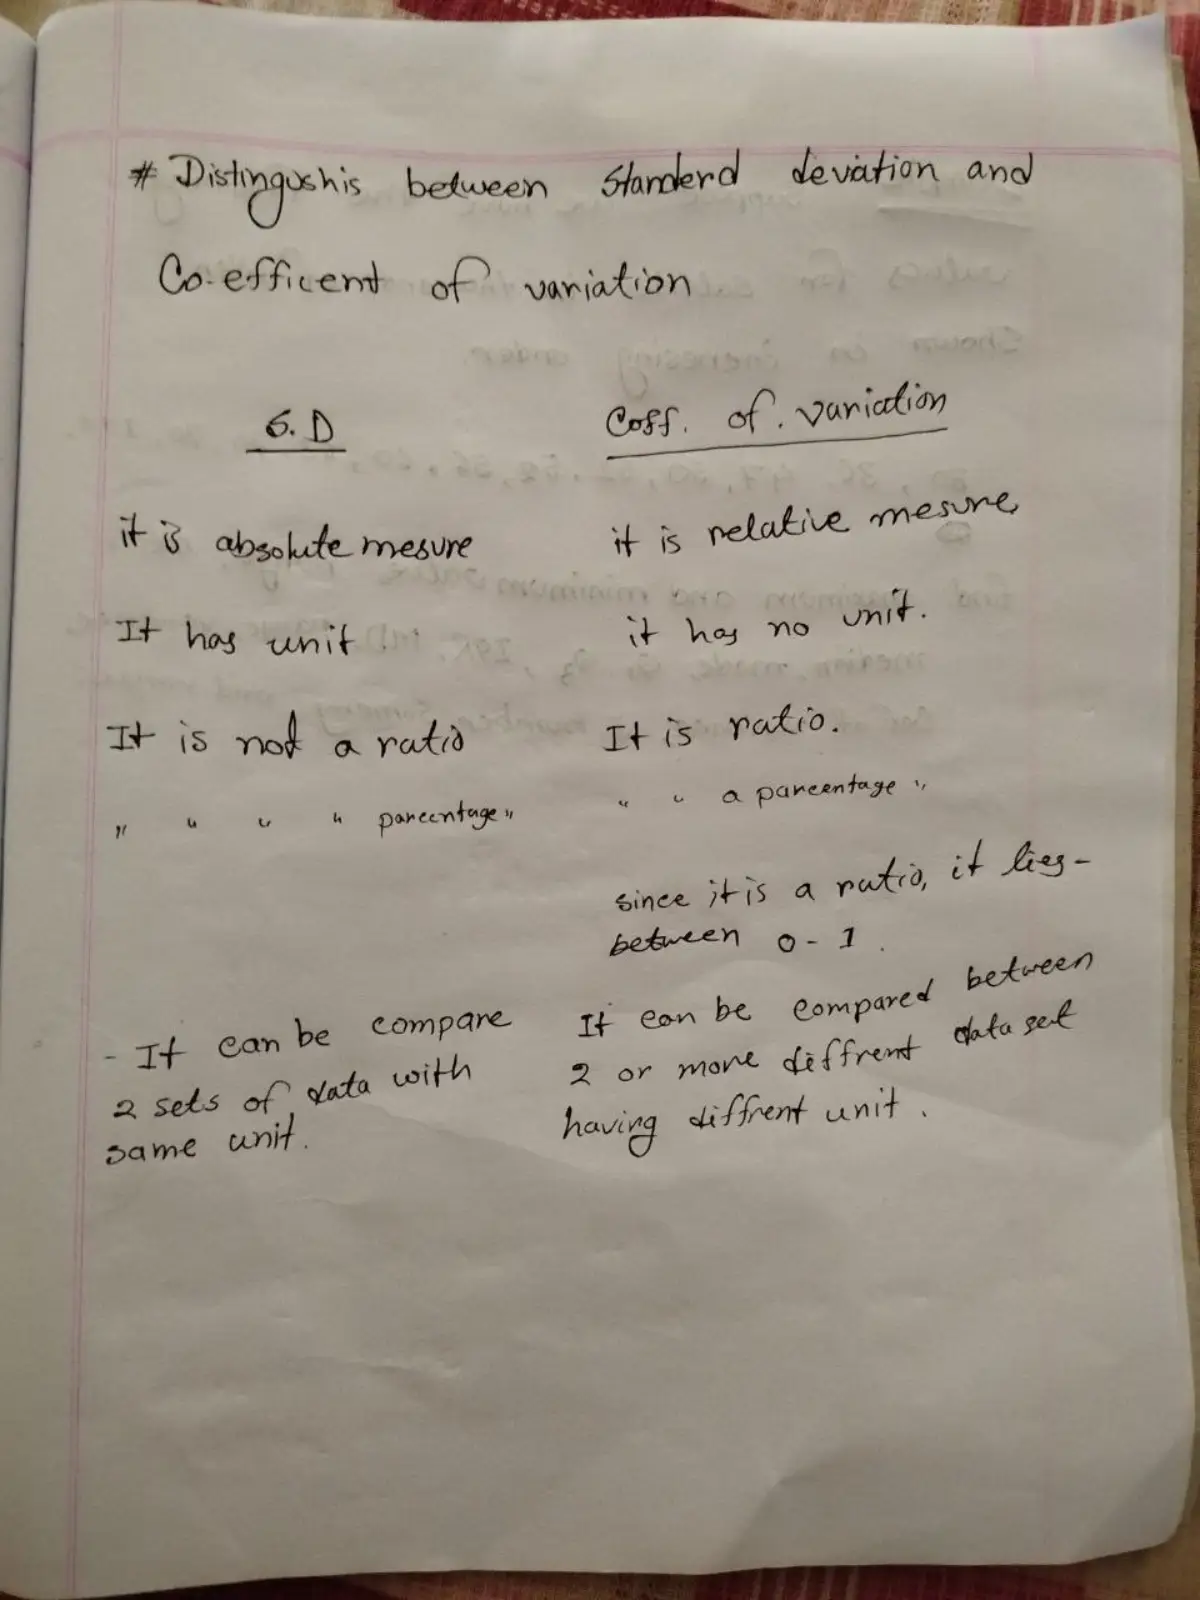 # Distingushis between Standerd deviation and
Co-efficent of variation
S.D
Coff. of. variation
it is absolute mesure
it is relative mesure
It has unit.
it has no unit.
It is not a ratio
It is ratio.
" " " " parcentage "
" " a parcentage "
since it is a ratio, it lies-
between 0-1.
- It can be compare
2 sets of data with
same unit.
It can be compared between
2 or more diffrent data set
having diffrent unit.